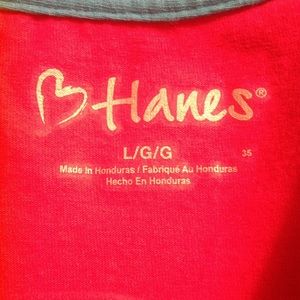 Hanes®
L/G/G
35
Made In Honduras / Fabriqué Au Honduras
Hecho En Honduras